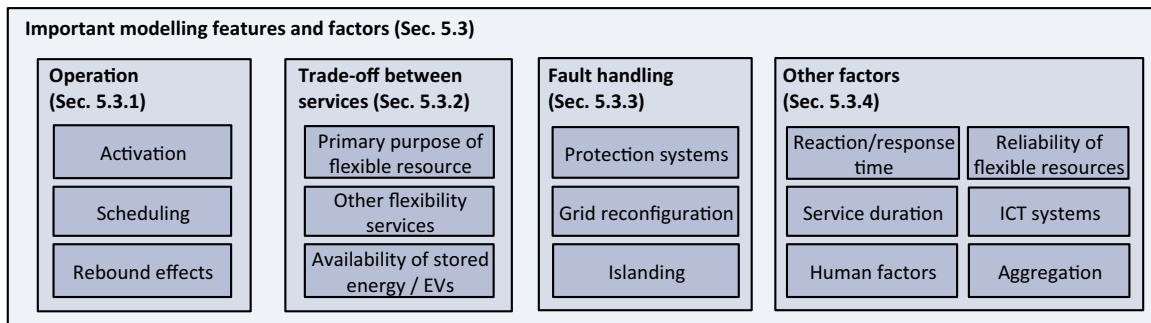 Important modelling features and factors (Sec. 5.3)
Operation
(Sec. 5.3.1)
Activation
Scheduling
Rebound effects
Trade-off between
services (Sec. 5.3.2)
Primary purpose of
flexible resource
Other flexibility
services
Availability of stored
energy / EVs
Fault handling
(Sec. 5.3.3)
Protection systems
Grid reconfiguration
Islanding
Other factors
(Sec. 5.3.4)
Reaction/response
time
Reliability of
flexible resources
Service duration
ICT systems
Human factors
Aggregation